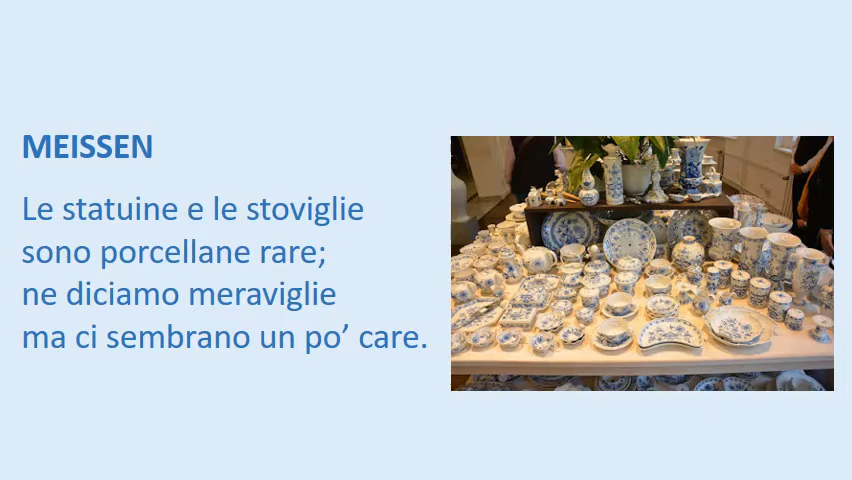 MEISSEN
Le statuine e le stoviglie
sono porcellane rare;
ne diciamo meraviglie
ma ci sembrano un po’ care.